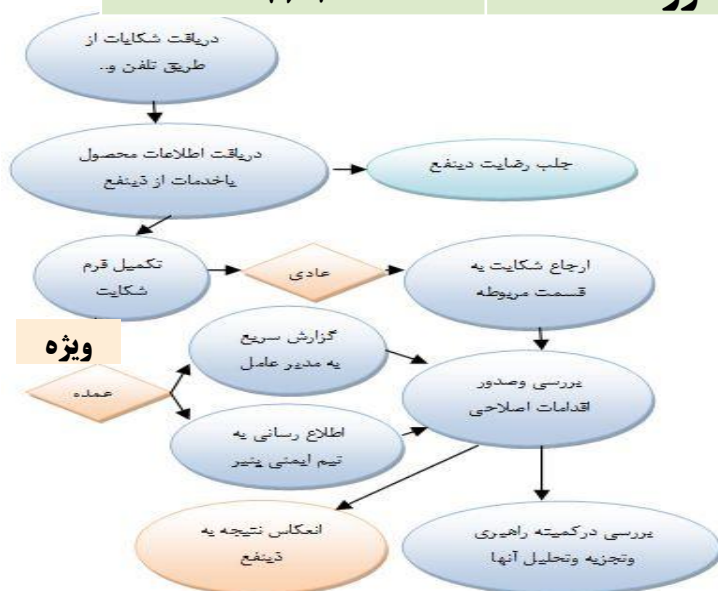 دریافت شکایات از
طریق تلفن و..
دریافت اطلاعات محصول
یاخدمات از ذینفع
جلب رضایت دینفع
تکمیل فرم
شکایت
عادی
ارجاع شکایت به
قسمت مربوطه
ویژه
عمده
گزارش سریع
به مدیر عامل
اطلاع رسانی به
تیم ایمنی پنیر
بررسی وصدور
اقدامات اصلاحی
انعکاس نتیجه به
ذینفع
بررسی درکمیته راهبری
وتجزیه وتحلیل آنها